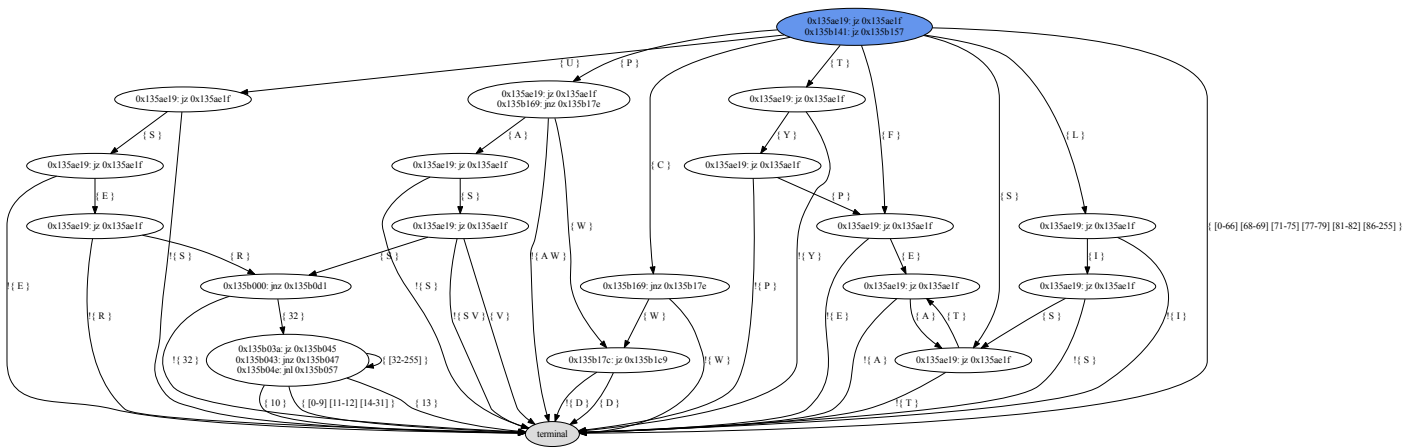 0x135ae19: jz 0x135ae1f
0x135b141: jz 0x135b157
{ U }
{ P }
{ T }
0x135ae19: jz 0x135ae1f
0x135ae19: jz 0x135ae1f
0x135b169: jnz 0x135b17e
0x135ae19: jz 0x135ae1f
{ S }
{ A }
{ Y }
{ F }
{ L }
0x135ae19: jz 0x135ae1f
0x135ae19: jz 0x135ae1f
{ C }
0x135ae19: jz 0x135ae1f
{ E }
{ S }
{ P }
{ S }
0x135ae19: jz 0x135ae1f
0x135ae19: jz 0x135ae1f
{ W }
0x135ae19: jz 0x135ae1f
0x135ae19: jz 0x135ae1f
{ [0-66] [68-69] [71-75] [77-79] [81-82] [86-255] }
!{ S }
{ R }
{ S }
!{ A W }
!{ Y }
{ E }
{ I }
!{ E }
0x135b000: jnz 0x135b0d1
!{ S }
0x135b169: jnz 0x135b17e
!{ P }
0x135ae19: jz 0x135ae1f
0x135ae19: jz 0x135ae1f
!{ R }
{ 32 }
!{ S V }
{ V }
{ W }
!{ E }
{ A }
{ T }
{ S }
!{ I }
0x135b03a: jz 0x135b045
0x135b043: jnz 0x135b047
0x135b04e: jnl 0x135b057
!{ 32 }
{ [32-255] }
0x135b17c: jz 0x135b1c9
!{ W }
!{ A }
0x135ae19: jz 0x135ae1f
!{ S }
{ 10 }
{ [0-9] [11-12] [14-31] }
{ 13 }
!{ D }
{ D }
!{ T }
terminal